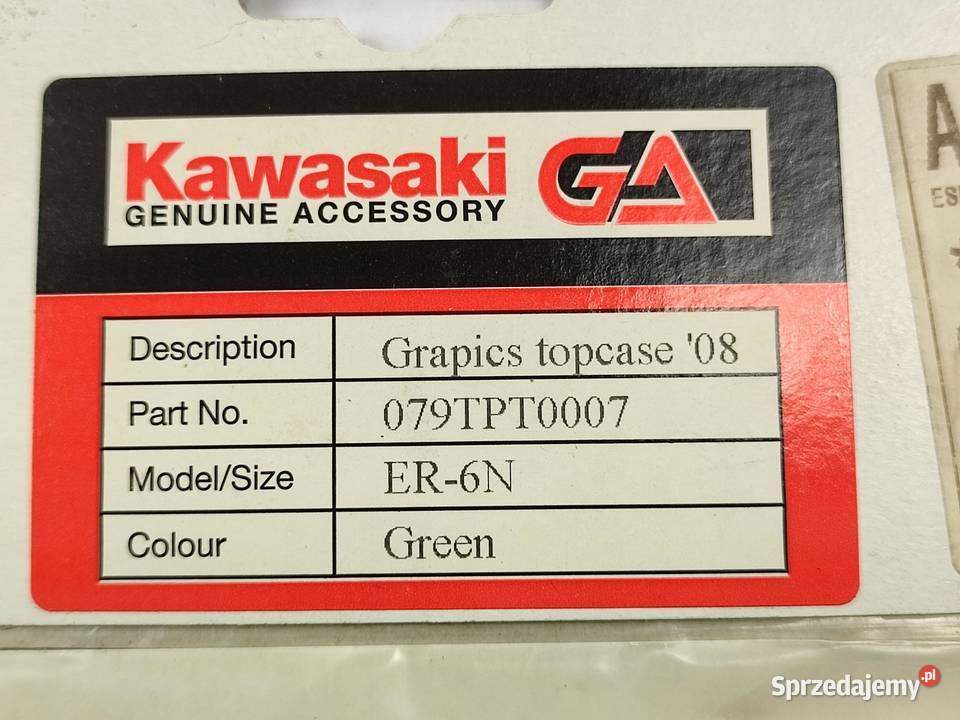 Kawasaki
GENUINE ACCESSORY
GA
Description Grapics topcase '08
Part No. 079TPT0007
Model/Size ER-6N
Colour Green
Sprzedajemy.pl